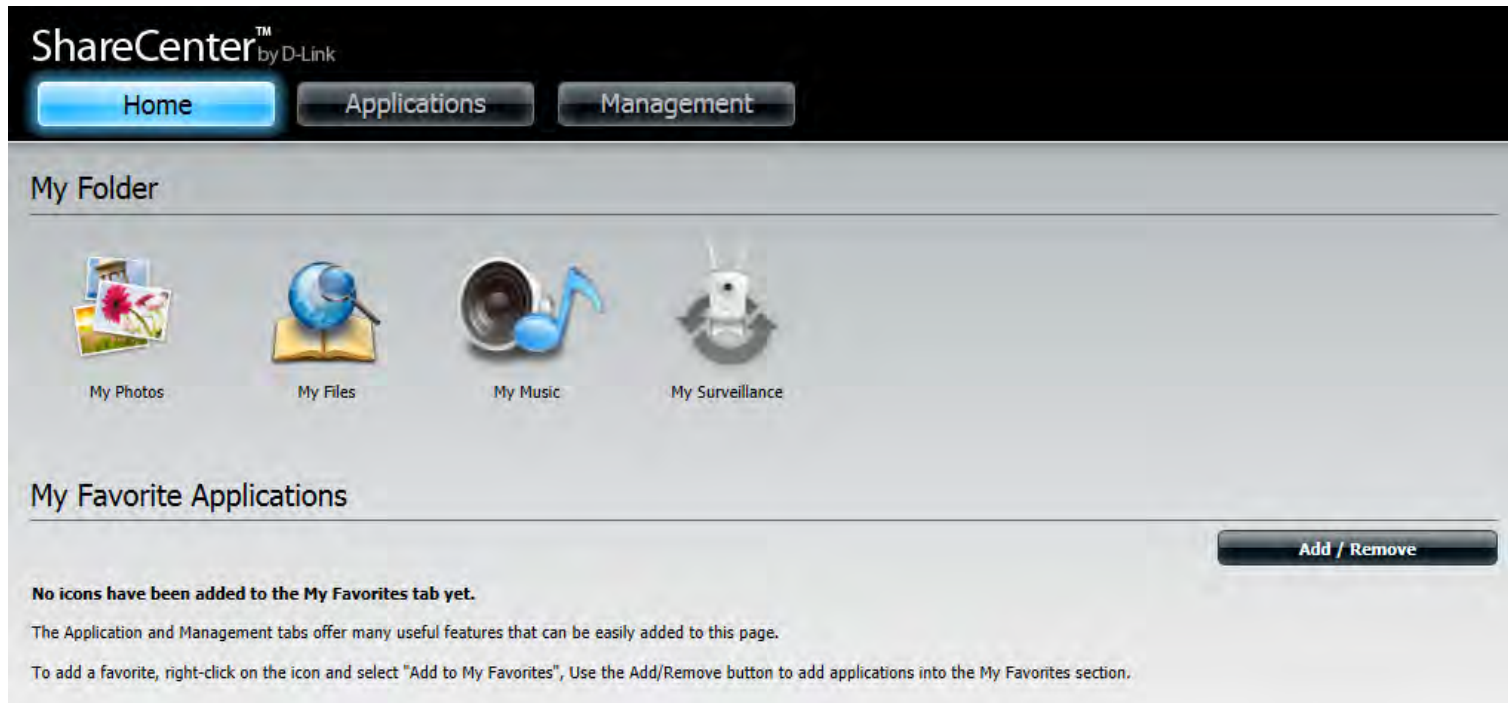 ShareCenter™ by D-Link
Home Applications Management
My Folder
My Photos My Files My Music My Surveillance
My Favorite Applications
Add / Remove
No icons have been added to the My Favorites tab yet.
The Application and Management tabs offer many useful features that can be easily added to this page.
To add a favorite, right-click on the icon and select "Add to My Favorites", Use the Add/Remove button to add applications into the My Favorites section.